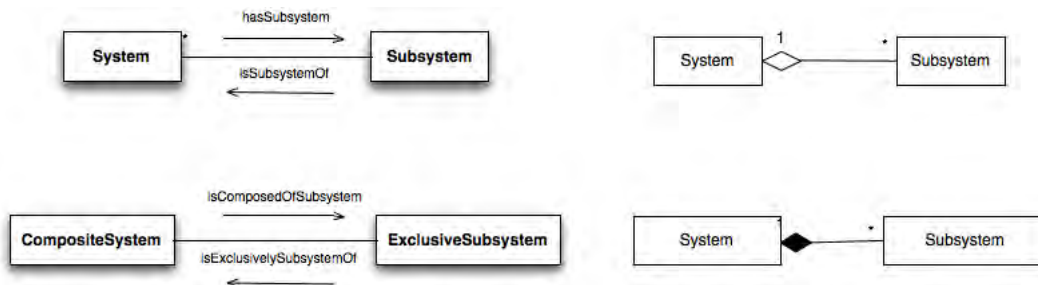 hasSubsystem
System
*
Subsystem
isSubsystemOf
System
1
*
Subsystem
isComposedOfSubsystem
CompositeSystem
ExclusiveSubsystem
isExclusivelySubsystemOf
System
*
Subsystem